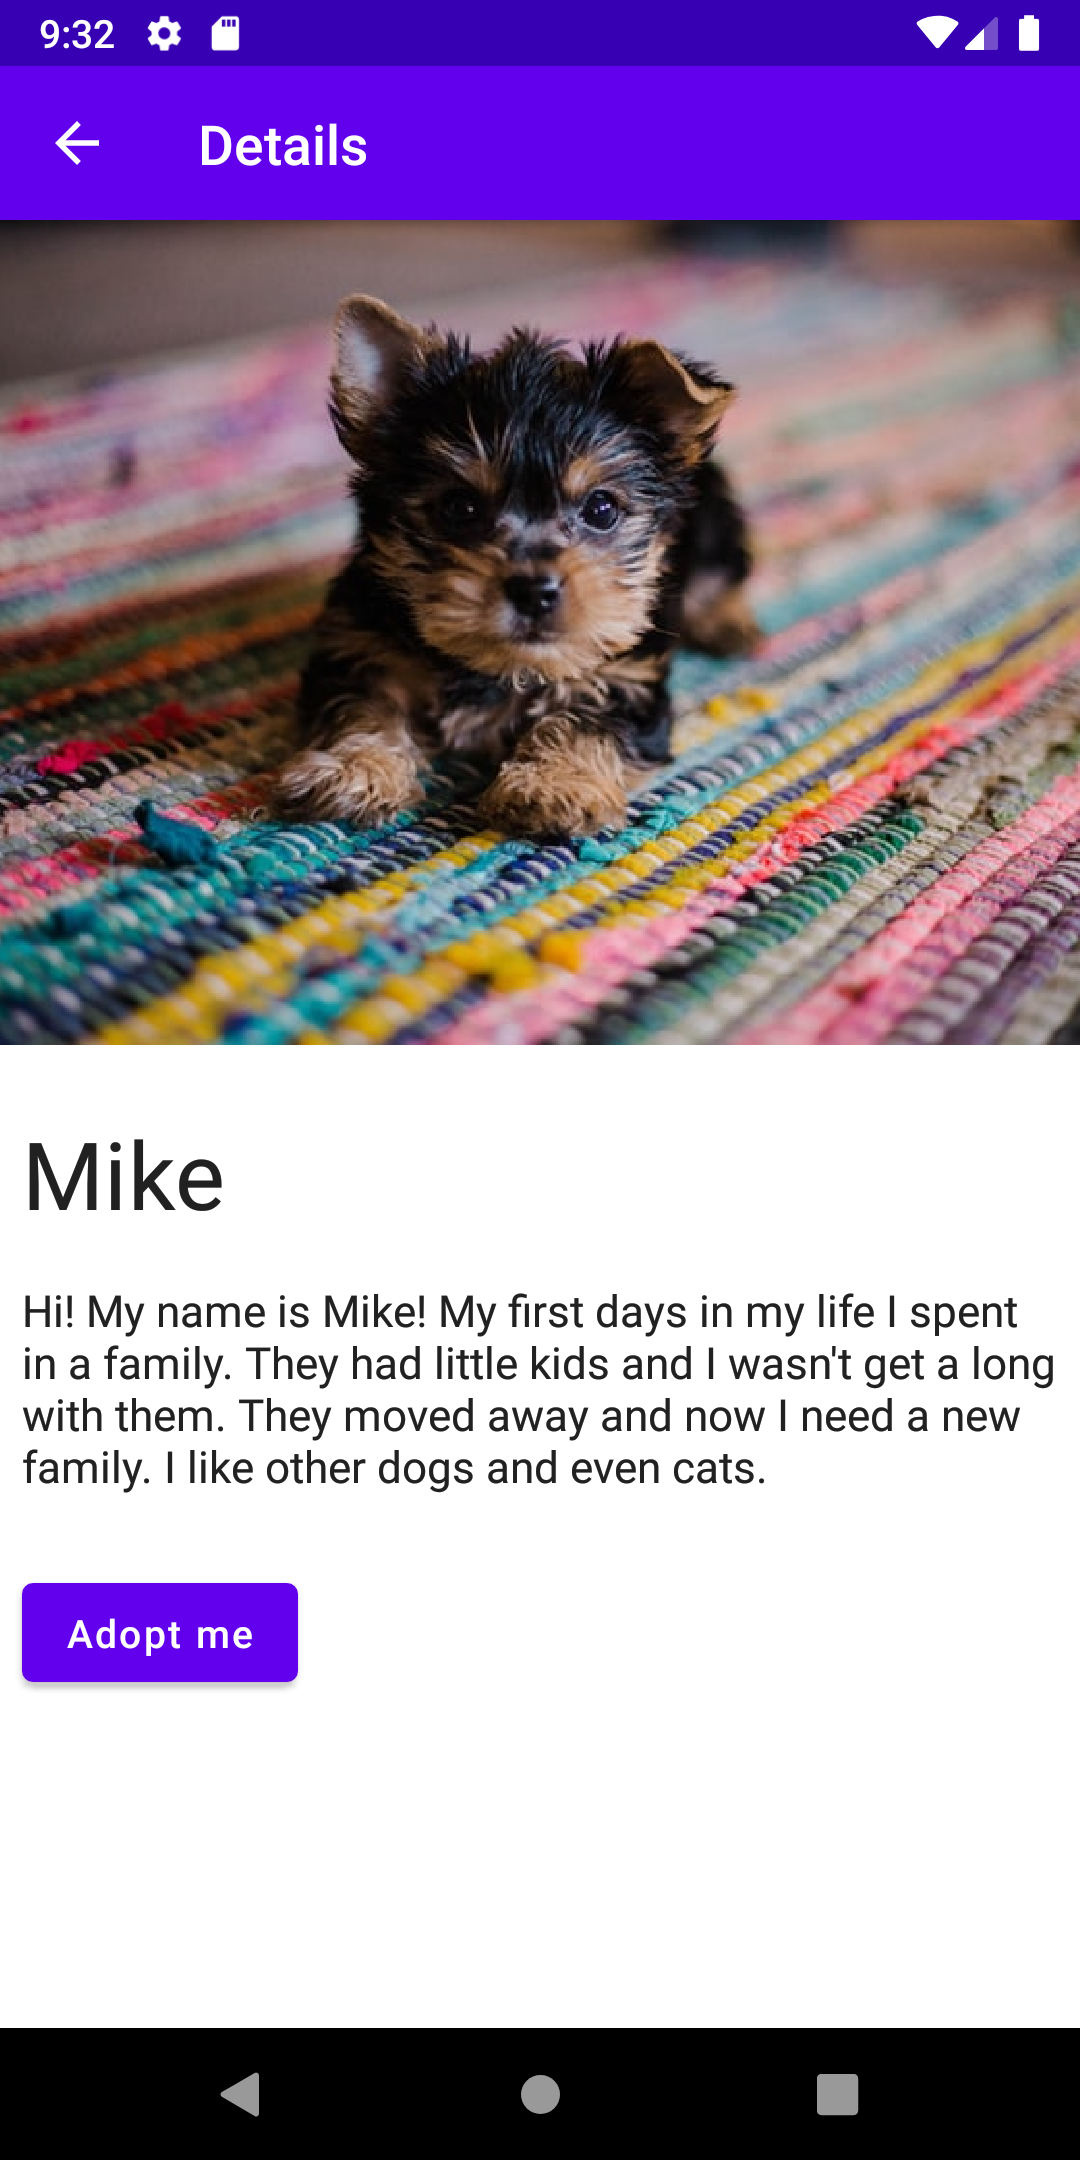 9:32
Details
Mike
Hi! My name is Mike! My first days in my life I spent
in a family. They had little kids and I wasn't get a long
with them. They moved away and now I need a new
family. I like other dogs and even cats.
Adopt me